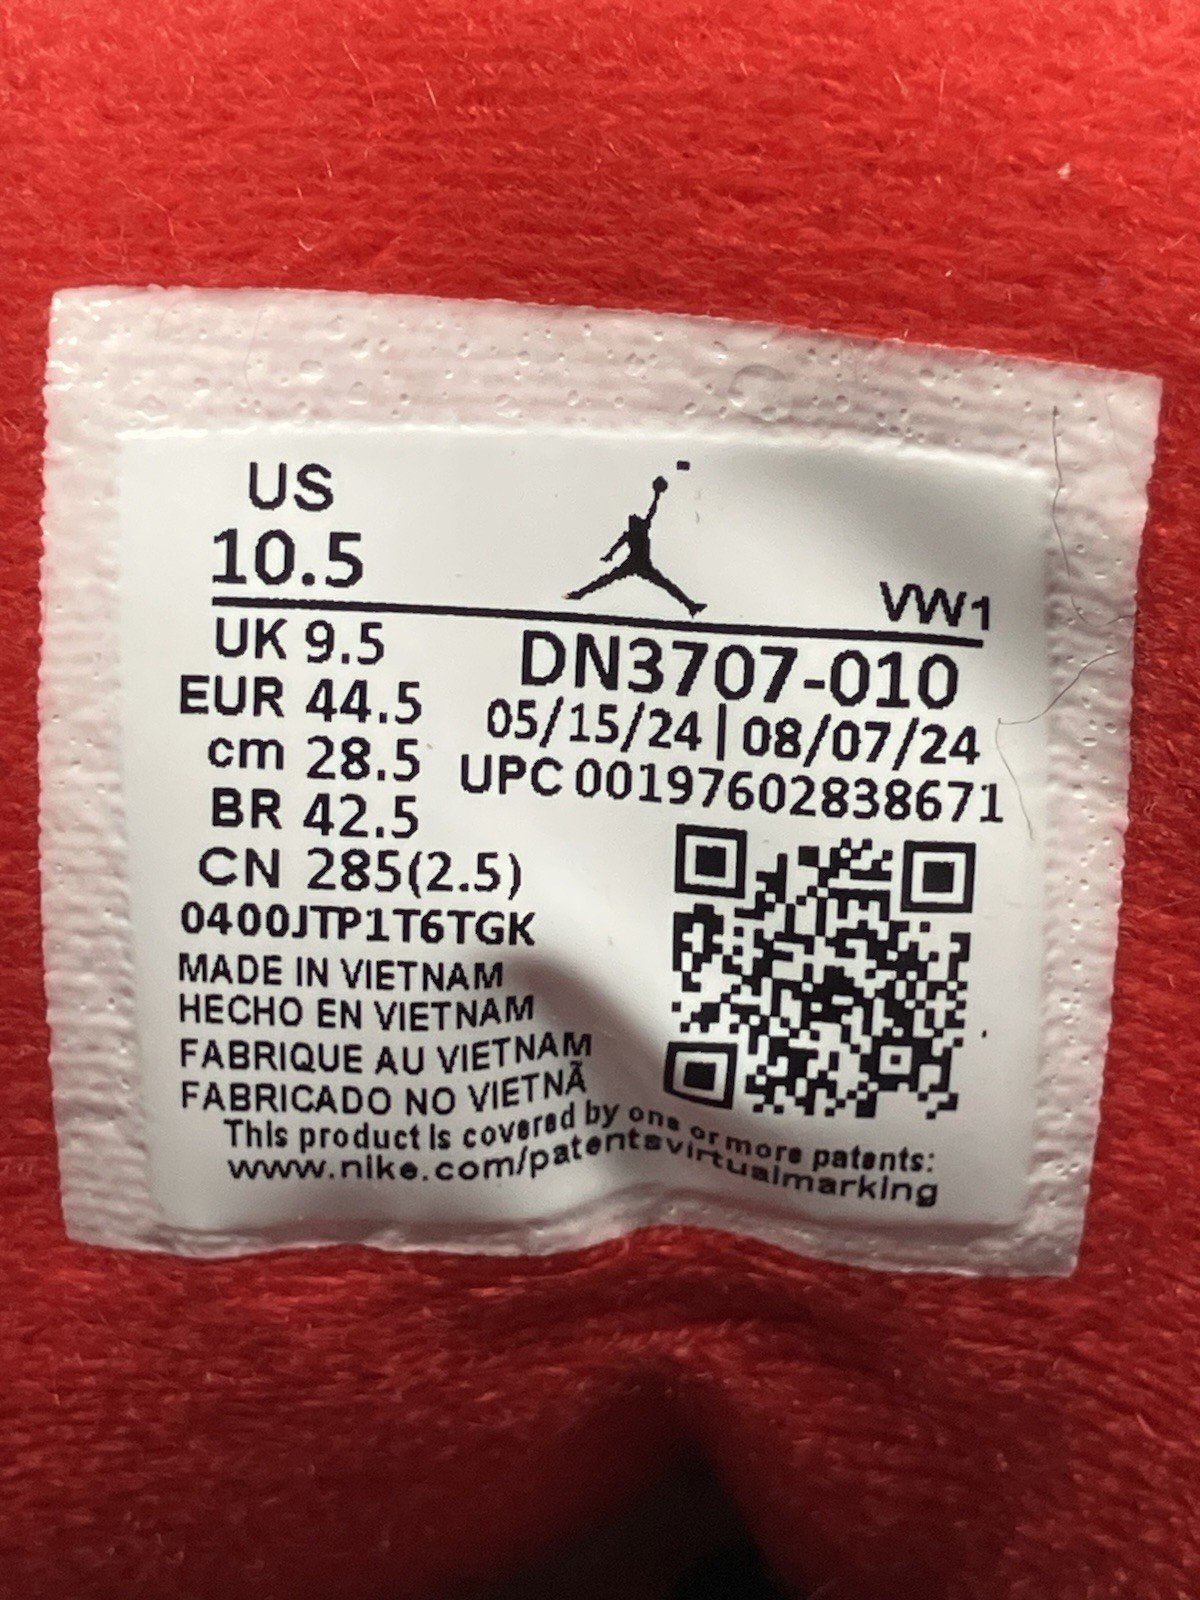 US
10.5
VW1
UK 9.5
EUR 44.5
cm 28.5
BR 42.5
CN 285(2.5)
DN3707-010
05/15/24 | 08/07/24
UPC 00197602838671
0400JTP1T6TGK
MADE IN VIETNAM
HECHO EN VIETNAM
FABRIQUE AU VIETNAM
FABRICADO NO VIETNÃ
This product is covered by one or more patents:
www.nike.com/patentsvirtualmarking